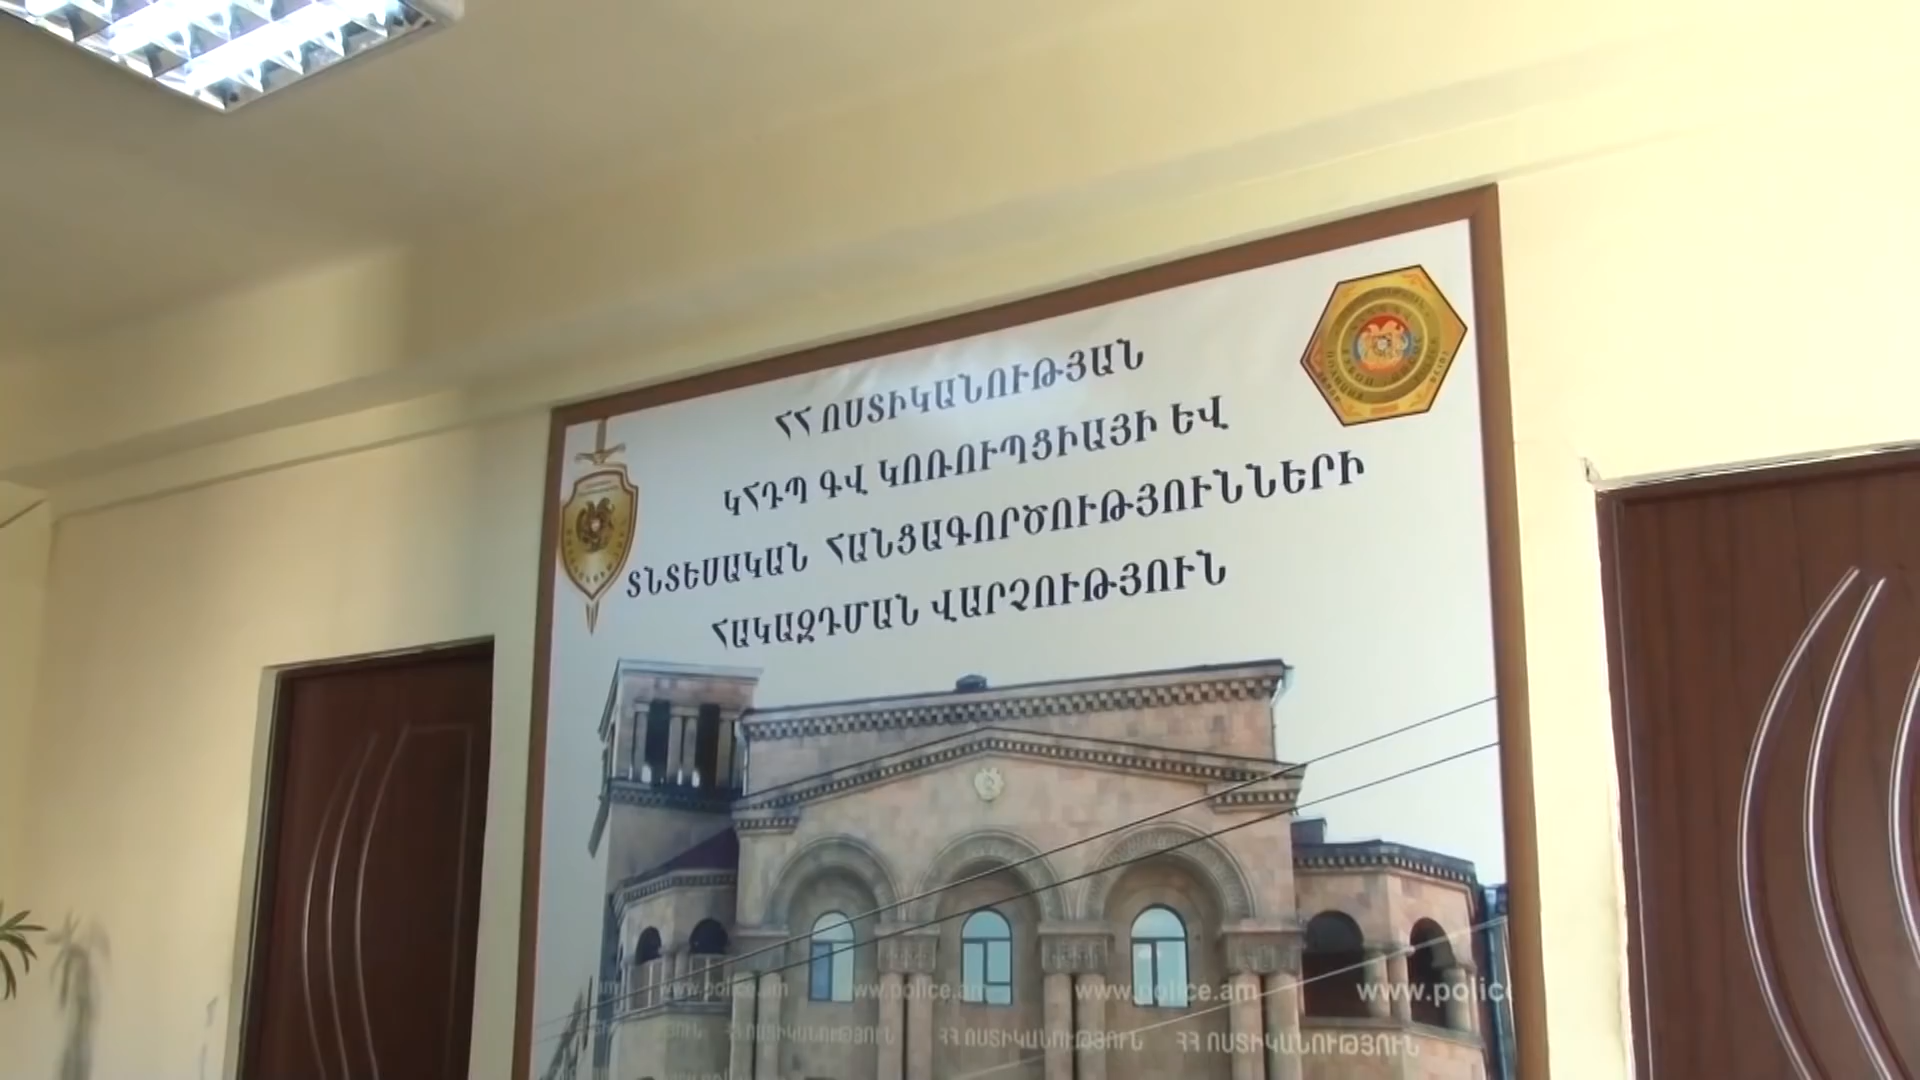 ՀՀ ՈՍՏԻԿԱՆՈՒԹՅԱՆ
ԿՀԴՊ ԳՎ ԿՈՌՈՒՊՑԻԱՅԻ ԵՎ
ՏՆՏԵՍԱԿԱՆ ՀԱՆՑԱԳՈՐԾՈՒԹՅՈՒՆՆԵՐԻ
ՀԱԿԱԶԴՄԱՆ ՎԱՐՉՈՒԹՅՈՒՆ
www.police.am www.police.am www.police.am www.polic
ՀՀ ՈՍՏԻԿԱՆՈՒԹՅՈՒՆ ՀՀ ՈՍՏԻԿԱՆՈՒԹՅՈՒՆ ՀՀ ՈՍՏԻԿԱՆՈՒԹՅՈՒՆ